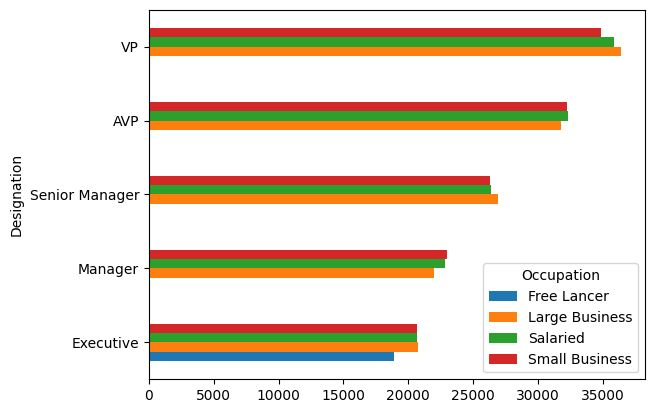 VP
AVP
Senior Manager
Manager
Executive
Designation
0 5000 10000 15000 20000 25000 30000 35000
Occupation
Free Lancer
Large Business
Salaried
Small Business